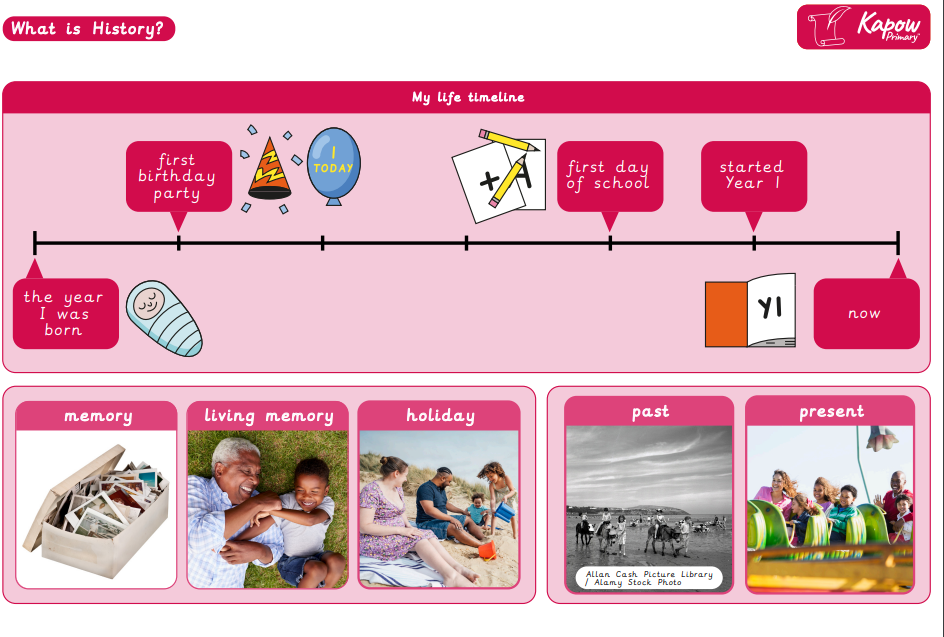 What is History?
Kapow
Primary
My life timeline
first
birthday
party
1
TODAY
+A
first day
of school
started
Year 1
the year
I was
born
Y1
now
memory
living memory
holiday
past
present
Allan Cash Picture Library
/ Alamy Stock Photo